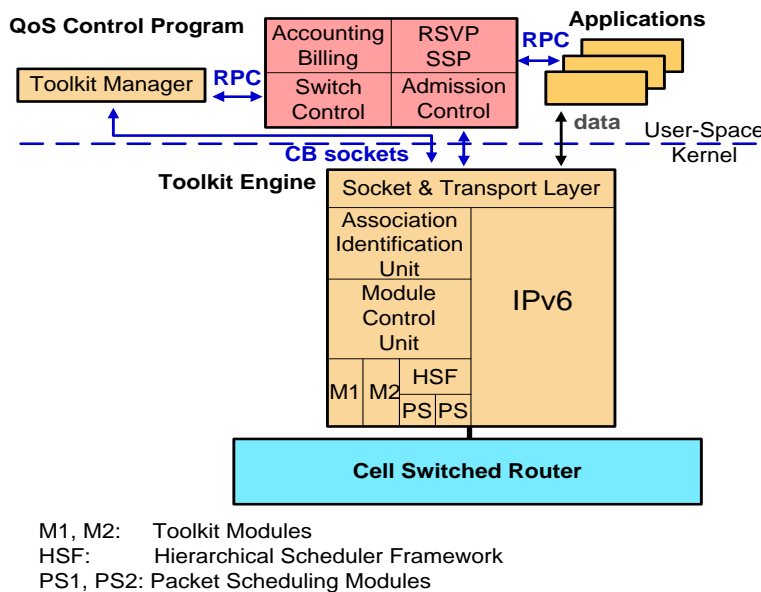 QoS Control Program
Applications
Accounting
Billing
RSVP
SSP
RPC
Toolkit Manager
RPC
Switch
Control
Admission
Control
data
User-Space
CB sockets
Kernel
Toolkit Engine
Socket & Transport Layer
Association
Identification
Unit
IPv6
Module
Control
Unit
M1
M2
HSF
PS
PS
Cell Switched Router
M1, M2: Toolkit Modules
HSF: Hierarchical Scheduler Framework
PS1, PS2: Packet Scheduling Modules